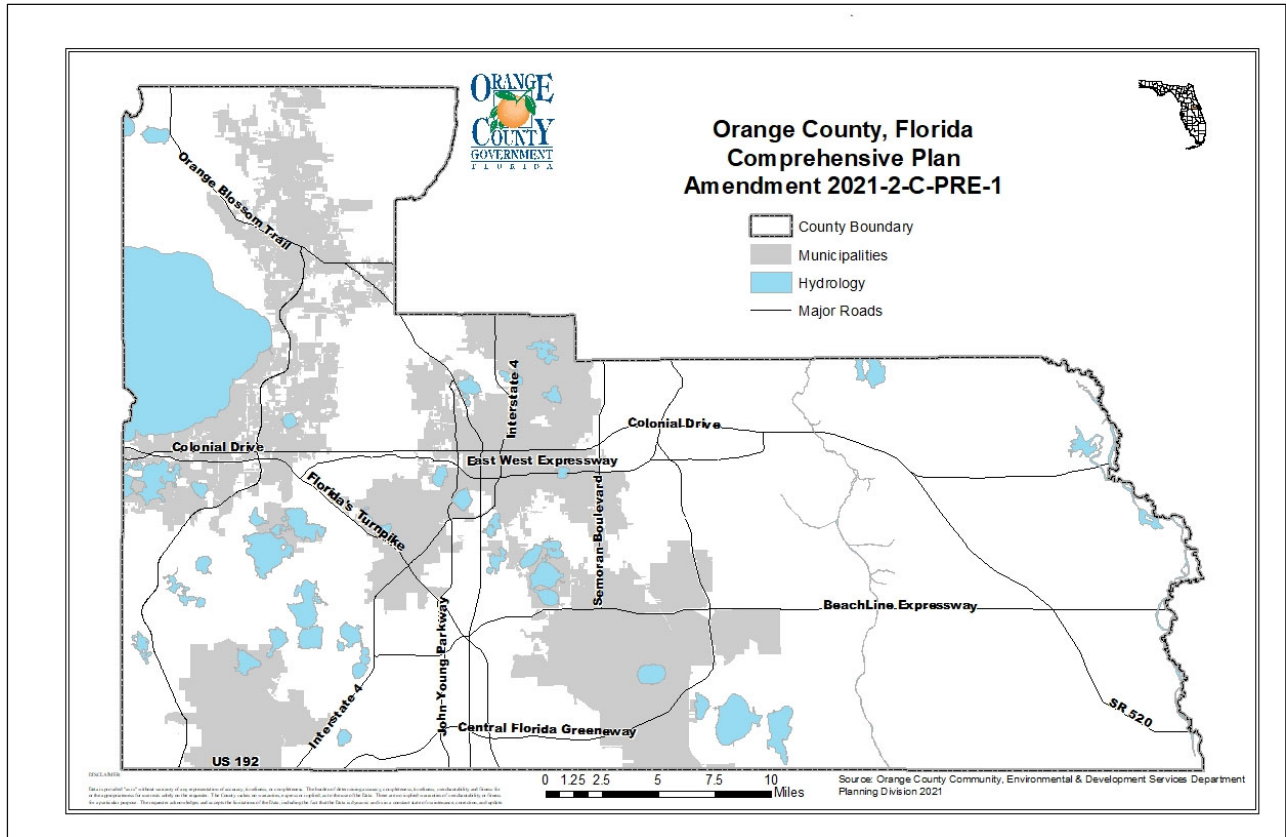 ORANGE
COUNTY
GOVERNMENT
FLORIDA
Orange County, Florida
Comprehensive Plan
Amendment 2021-2-C-PRE-1
County Boundary
Municipalities
Hydrology
Major Roads
Orange Blossom Trail
Interstate 4
Colonial Drive
Colonial Drive
East West Expressway
Florida's Turnpike
Semoran Boulevard
BeachLine Expressway
John Young Parkway
Interstate 4
SR 520
Central Florida Greeneway
US 192
0 1.25 2.5 5 7.5 10
Miles
Source: Orange County Community, Environmental & Development Services Department
Planning Division 2021